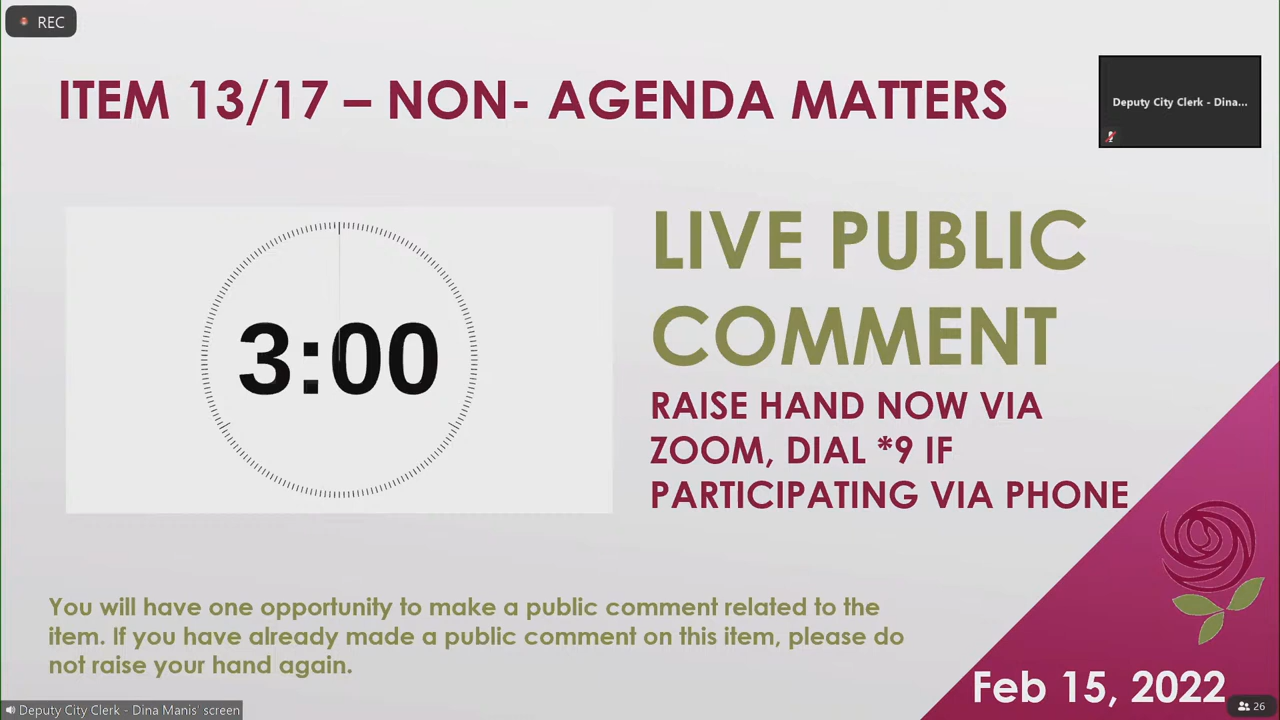 REC
ITEM 13/17 – NON- AGENDA MATTERS
Deputy City Clerk - Dina...
3:00
LIVE PUBLIC
COMMENT
RAISE HAND NOW VIA
ZOOM, DIAL *9 IF
PARTICIPATING VIA PHONE
You will have one opportunity to make a public comment related to the
item. If you have already made a public comment on this item, please do
not raise your hand again.
Feb 15, 2022
Deputy City Clerk - Dina Manis' screen
26